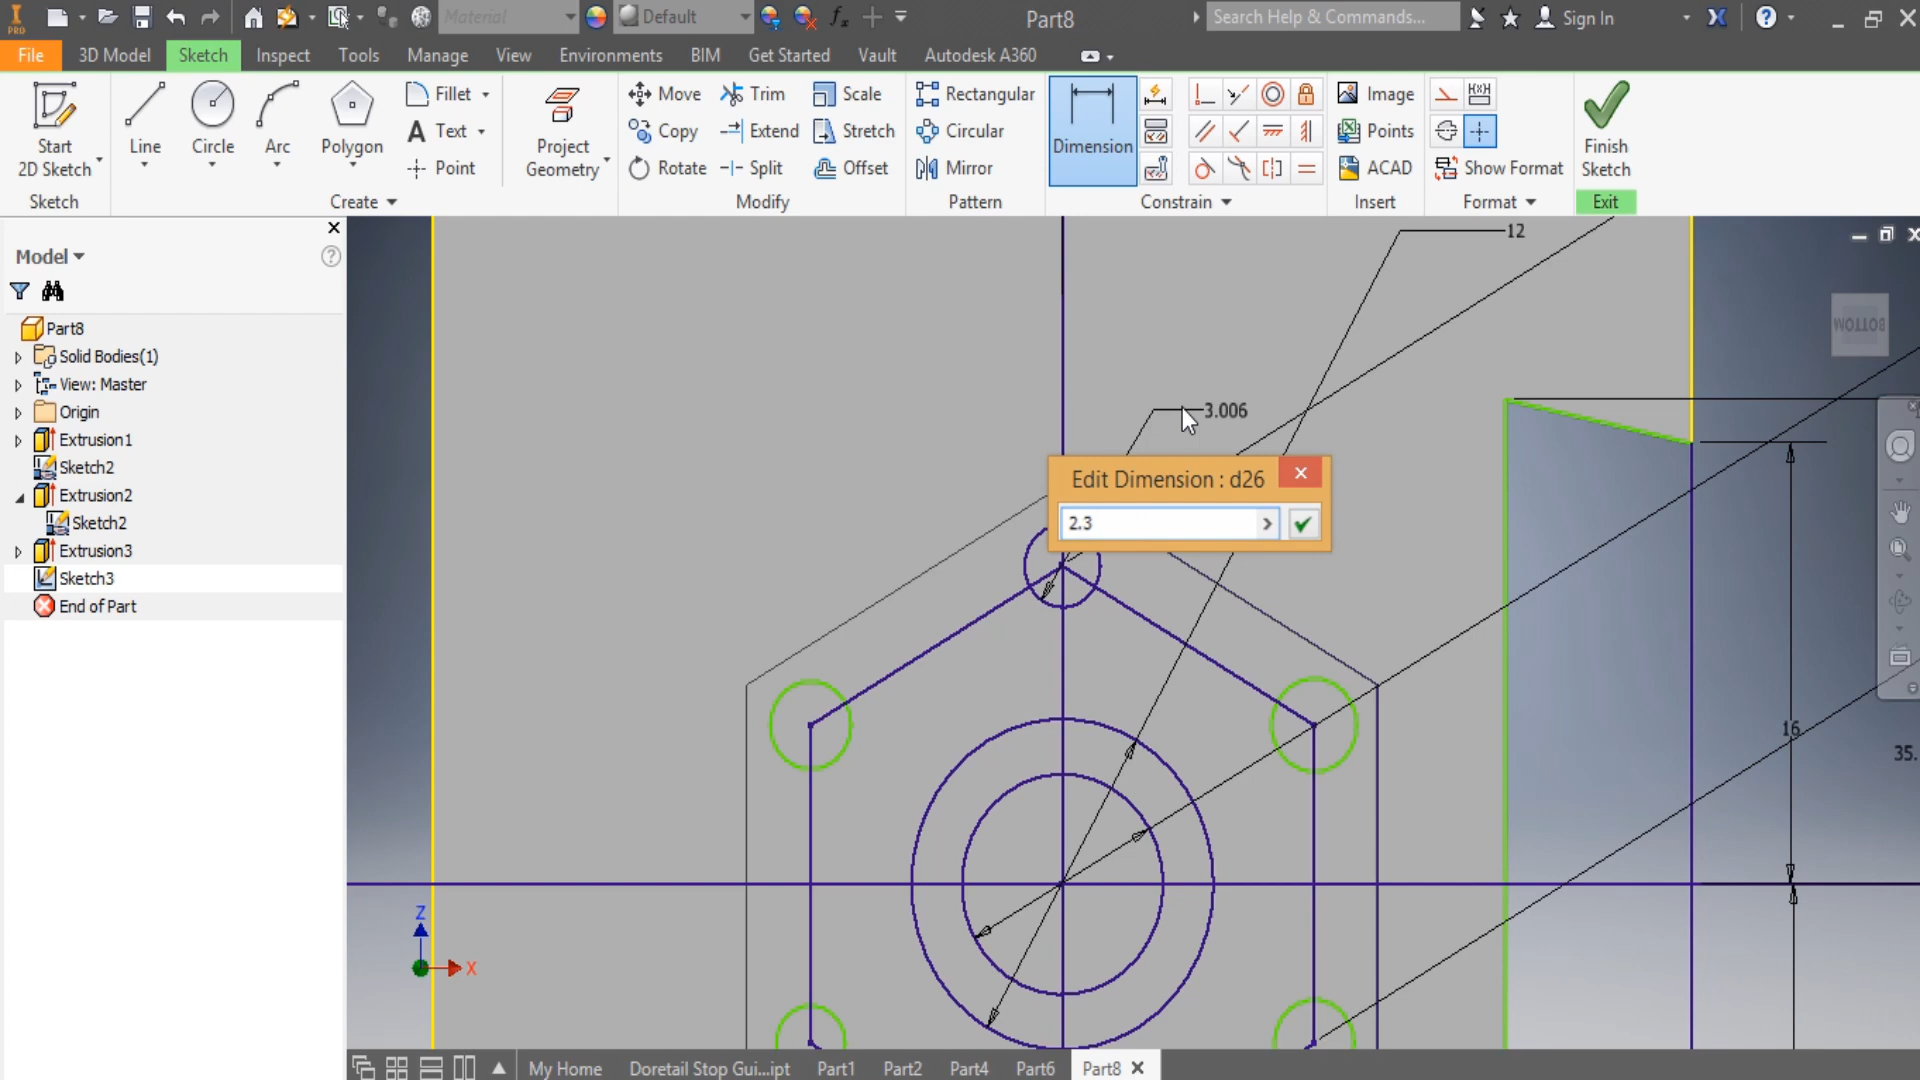 PRO
Material
Default
fx
Part8
Search Help & Commands...
Sign In
File
3D Model
Sketch
Inspect
Tools
Manage
View
Environments
BIM
Get Started
Vault
Autodesk A360
Start
2D Sketch
Line
Circle
Arc
Polygon
Fillet
Text
Point
Project
Geometry
Move
Copy
Rotate
Trim
Extend
Split
Scale
Stretch
Offset
Rectangular
Circular
Mirror
Dimension
Image
Points
ACAD
Show Format
Finish
Sketch
Sketch
Create
Modify
Pattern
Constrain
Insert
Format
Exit
Model
Part8
Solid Bodies(1)
View: Master
Origin
Extrusion1
Sketch2
Extrusion2
Sketch2
Extrusion3
Sketch3
End of Part
12
3.006
Edit Dimension : d26
2.3
BOTTOM
16
35.
Z
X
My Home
Doretail Stop Gui...ipt
Part1
Part2
Part4
Part6
Part8